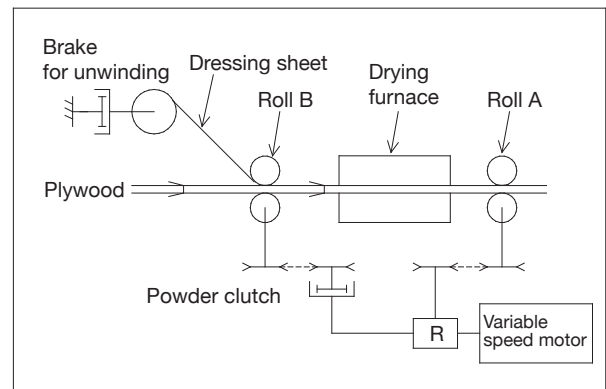 Brake
for unwinding
Dressing sheet
Roll B
Drying
furnace
Roll A
Plywood
Powder clutch
R
Variable
speed motor